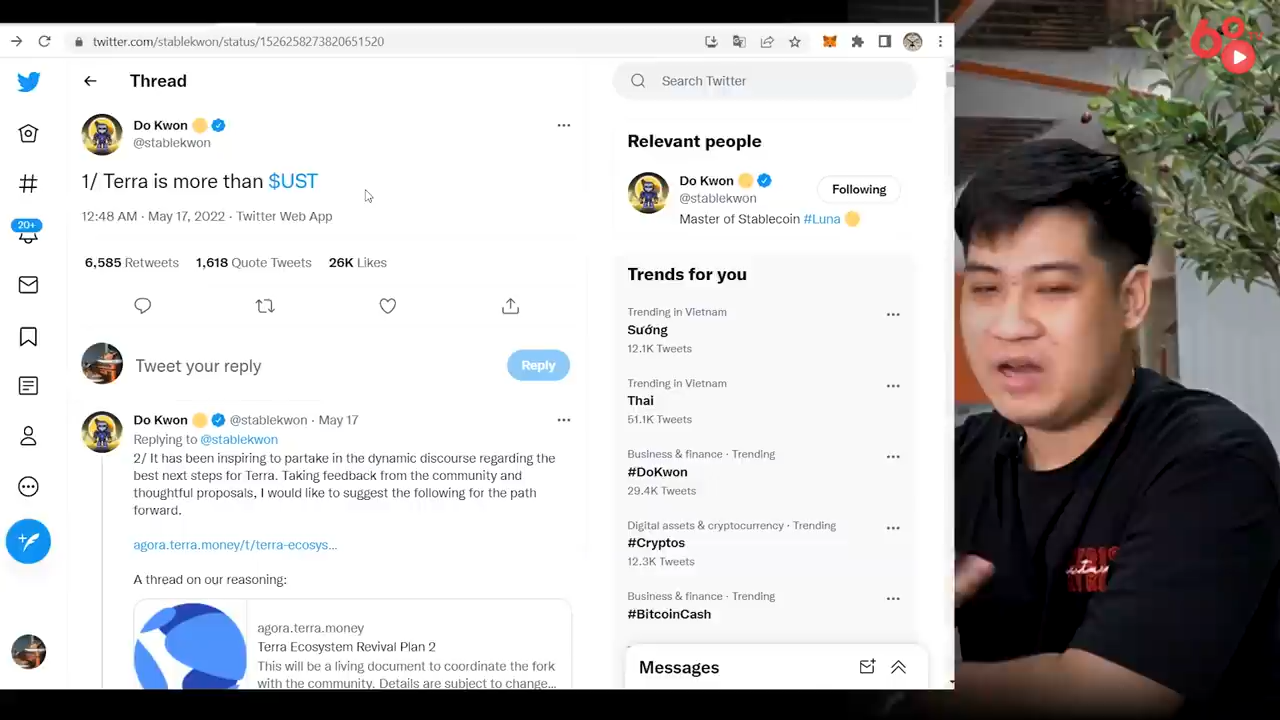 twitter.com/stablekwon/status/1526258273820651520
Thread
Search Twitter
Do Kwon
@stablekwon
1/ Terra is more than $UST
12:48 AM · May 17, 2022 · Twitter Web App
6,585 Retweets 1,618 Quote Tweets 26K Likes
Tweet your reply
Reply
Do Kwon @stablekwon · May 17
Replying to @stablekwon
2/ It has been inspiring to partake in the dynamic discourse regarding the
best next steps for Terra. Taking feedback from the community and
thoughtful proposals, I would like to suggest the following for the path
forward.
agora.terra.money/t/terra-ecosys...
A thread on our reasoning:
agora.terra.money
Terra Ecosystem Revival Plan 2
This will be a living document to coordinate the fork
with the community. Details are subject to change...
20+
Relevant people
Do Kwon
@stablekwon
Following
Master of Stablecoin #Luna
Trends for you
Trending in Vietnam
Sướng
12.1K Tweets
Trending in Vietnam
Thai
51.1K Tweets
Business & finance · Trending
#DoKwon
29.4K Tweets
Digital assets & cryptocurrency · Trending
#Cryptos
12.3K Tweets
Business & finance · Trending
#BitcoinCash
Messages